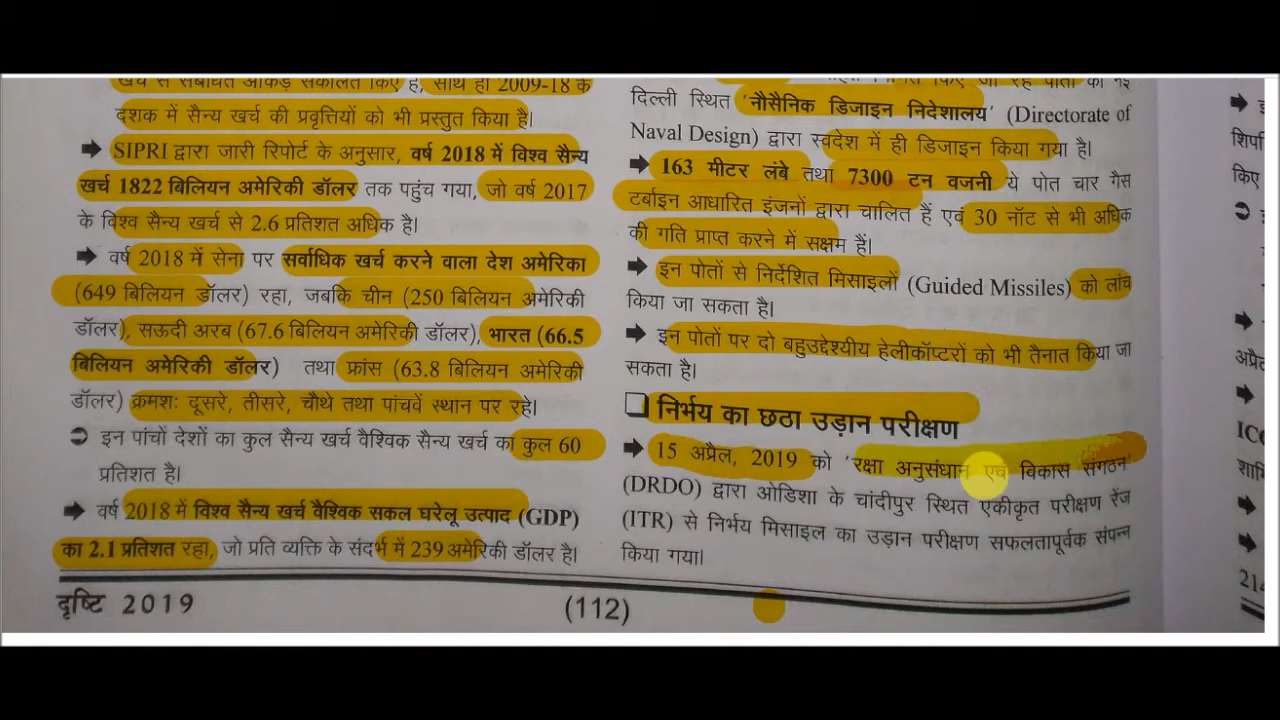 खर्च से संबंधित आंकड़े संकलित किए हैं, साथ ही 2009-18 के
दशक में सैन्य खर्च की प्रवृत्तियों को भी प्रस्तुत किया है।
➡ SIPRI द्वारा जारी रिपोर्ट के अनुसार, वर्ष 2018 में विश्व सैन्य
खर्च 1822 बिलियन अमेरिकी डॉलर तक पहुंच गया, जो वर्ष 2017
के विश्व सैन्य खर्च से 2.6 प्रतिशत अधिक है।
➡ वर्ष 2018 में सेना पर सर्वाधिक खर्च करने वाला देश अमेरिका
(649 बिलियन डॉलर) रहा, जबकि चीन (250 बिलियन अमेरिकी
डॉलर), सऊदी अरब (67.6 बिलियन अमेरिकी डॉलर), भारत (66.5
बिलियन अमेरिकी डॉलर) तथा फ्रांस (63.8 बिलियन अमेरिकी
डॉलर) क्रमशः दूसरे, तीसरे, चौथे तथा पांचवें स्थान पर रहे।
➲ इन पांचों देशों का कुल सैन्य खर्च वैश्विक सैन्य खर्च का कुल 60
प्रतिशत है।
➡ वर्ष 2018 में विश्व सैन्य खर्च वैश्विक सकल घरेलू उत्पाद (GDP)
का 2.1 प्रतिशत रहा, जो प्रति व्यक्ति के संदर्भ में 239 अमेरिकी डॉलर है।
किए जा रहे पोतों को नई
दिल्ली स्थित 'नौसैनिक डिजाइन निदेशालय' (Directorate of
Naval Design) द्वारा स्वदेश में ही डिजाइन किया गया है।
➡ 163 मीटर लंबे तथा 7300 टन वजनी ये पोत चार गैस
टर्बाइन आधारित इंजनों द्वारा चालित हैं एवं 30 नॉट से भी अधिक
की गति प्राप्त करने में सक्षम हैं।
➡ इन पोतों से निर्देशित मिसाइलों (Guided Missiles) को लांच
किया जा सकता है।
➡ इन पोतों पर दो बहुउद्देश्यीय हेलीकॉप्टरों को भी तैनात किया जा
सकता है।
❑ निर्भय का छठा उड़ान परीक्षण
➡ 15 अप्रैल, 2019 को 'रक्षा अनुसंधान एवं विकास संगठन'
(DRDO) द्वारा ओडिशा के चांदीपुर स्थित एकीकृत परीक्षण रेंज
(ITR) से निर्भय मिसाइल का उड़ान परीक्षण सफलतापूर्वक संपन्न
किया गया।
दृष्टि 2019
(112)
किए
अप्रैल